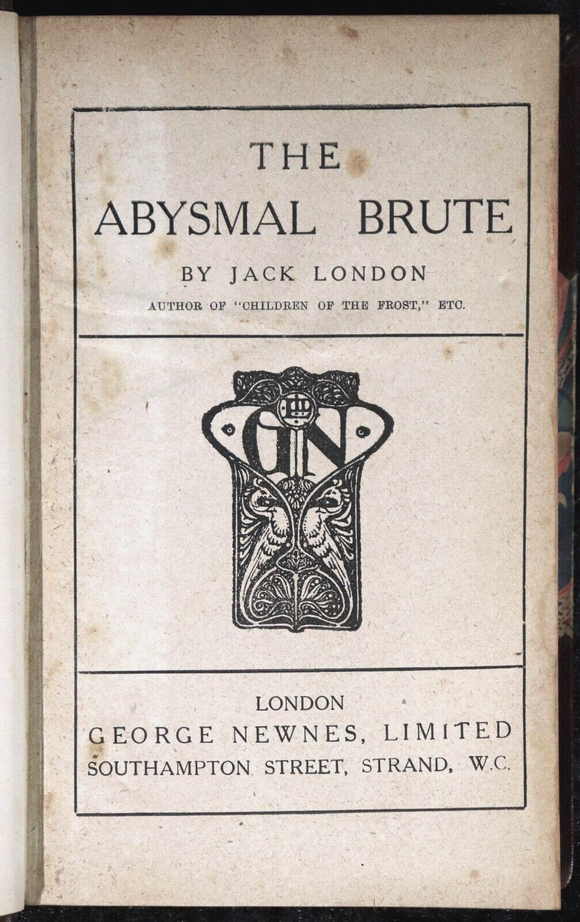 THE
ABYSMAL BRUTE
BY JACK LONDON
AUTHOR OF "CHILDREN OF THE FROST," ETC.
GN
LONDON
GEORGE NEWNES, LIMITED
SOUTHAMPTON STREET, STRAND, W.C.